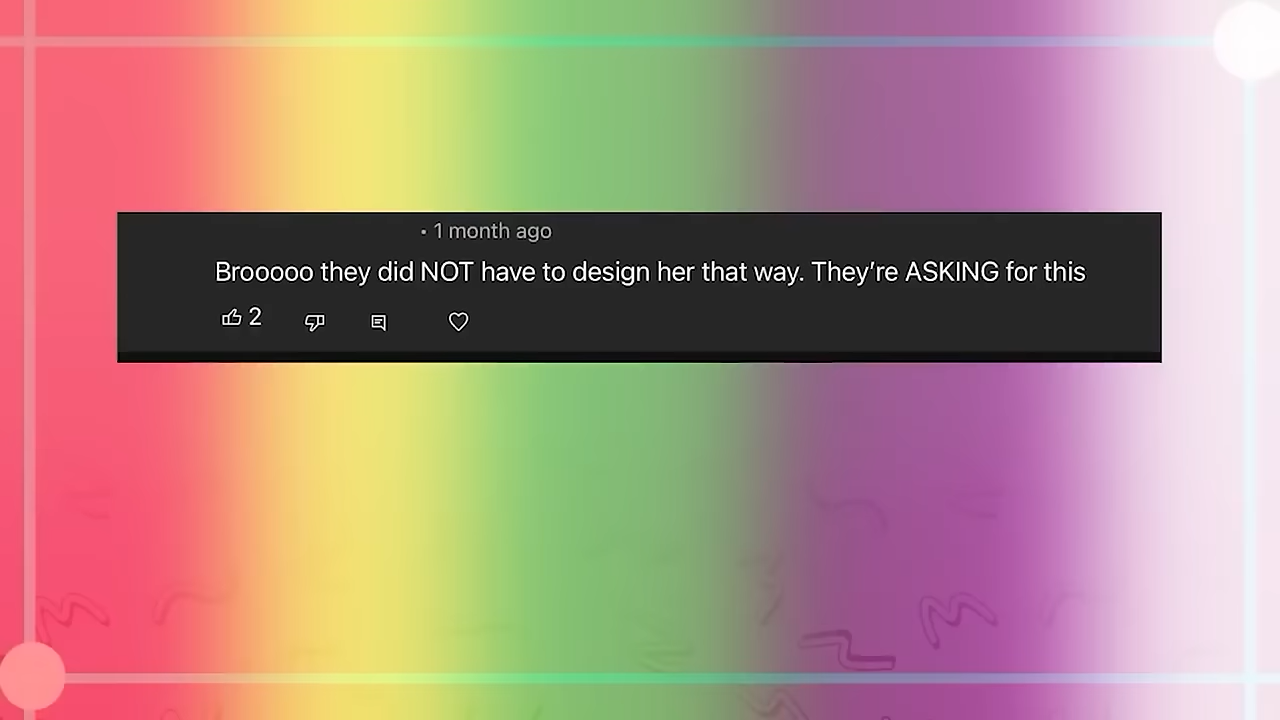 • 1 month ago
Brooooo they did NOT have to design her that way. They’re ASKING for this
2